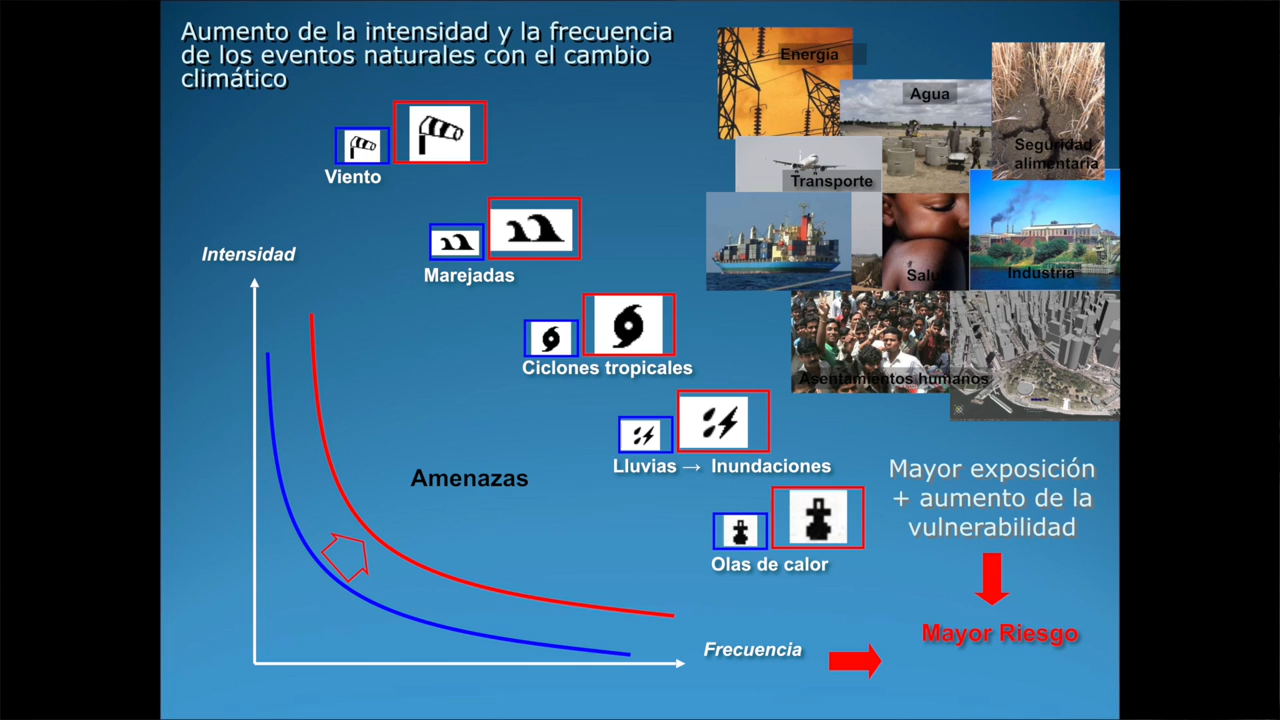 Aumento de la intensidad y la frecuencia
de los eventos naturales con el cambio
climático
Energia
Agua
Seguridad
alimentaria
Transporte
Salud
Industria
Asentamientos humanos
Viento
Marejadas
Ciclones tropicales
Lluvias → Inundaciones
Olas de calor
Intensidad
Amenazas
Frecuencia
Mayor exposición
+ aumento de la
vulnerabilidad
Mayor Riesgo